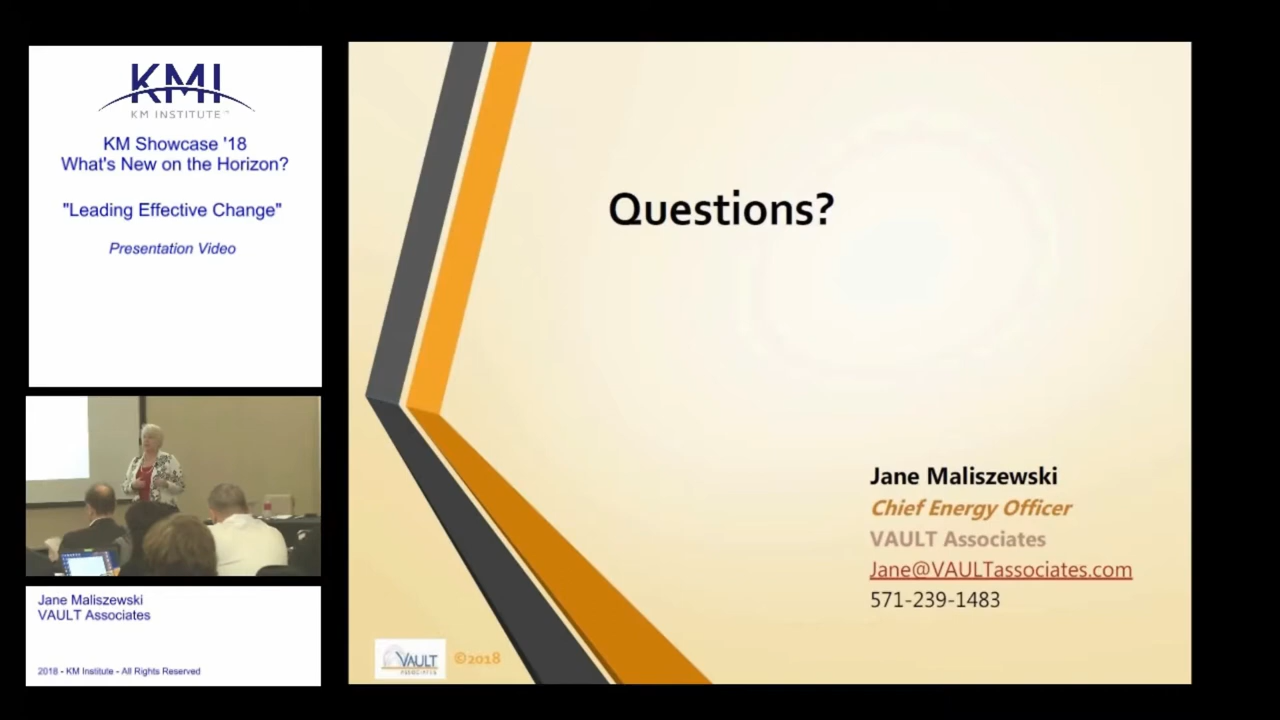 KMI
KM INSTITUTE
KM Showcase '18
What's New on the Horizon?
"Leading Effective Change"
Presentation Video
Jane Maliszewski
VAULT Associates
2018 - KM Institute - All Rights Reserved
Questions?
Jane Maliszewski
Chief Energy Officer
VAULT Associates
Jane@VAULTassociates.com
571-239-1483
VAULT
ASSOCIATES
©2018